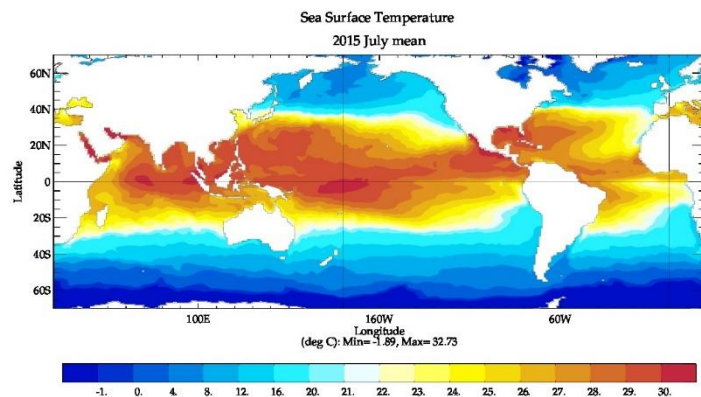 Sea Surface Temperature
2015 July mean
60N
40N
20N
0
20S
40S
60S
Latitude
100E 160W 60W
Longitude
(deg C): Min= -1.89, Max= 32.73
-1. 0. 4. 8. 12. 16. 20. 21. 22. 23. 24. 25. 26. 27. 28. 29. 30.